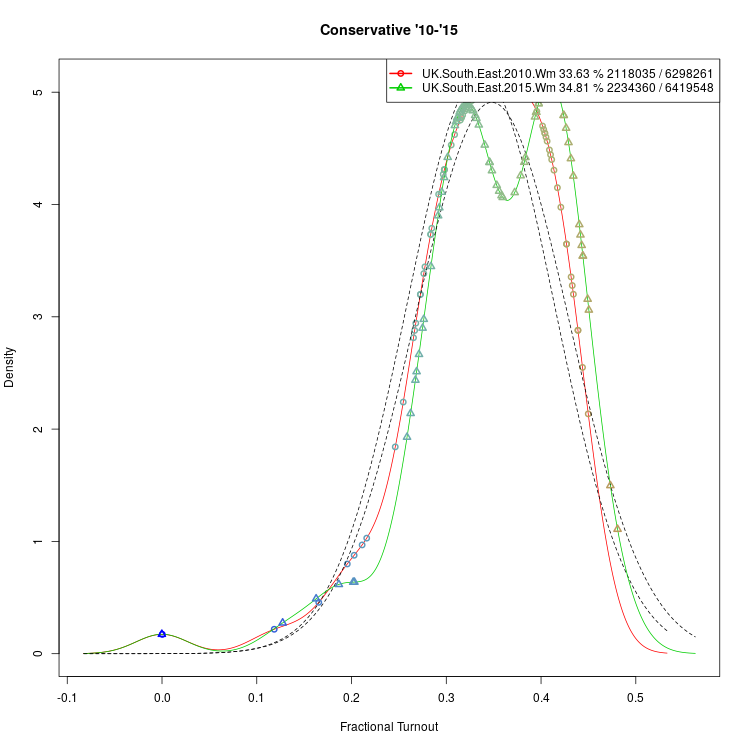 Conservative '10-'15
UK.South.East.2010.Wm 33.63 % 2118035 / 6298261
UK.South.East.2015.Wm 34.81 % 2234360 / 6419548
Density
5
4
3
2
1
0
-0.1 0.0 0.1 0.2 0.3 0.4 0.5
Fractional Turnout